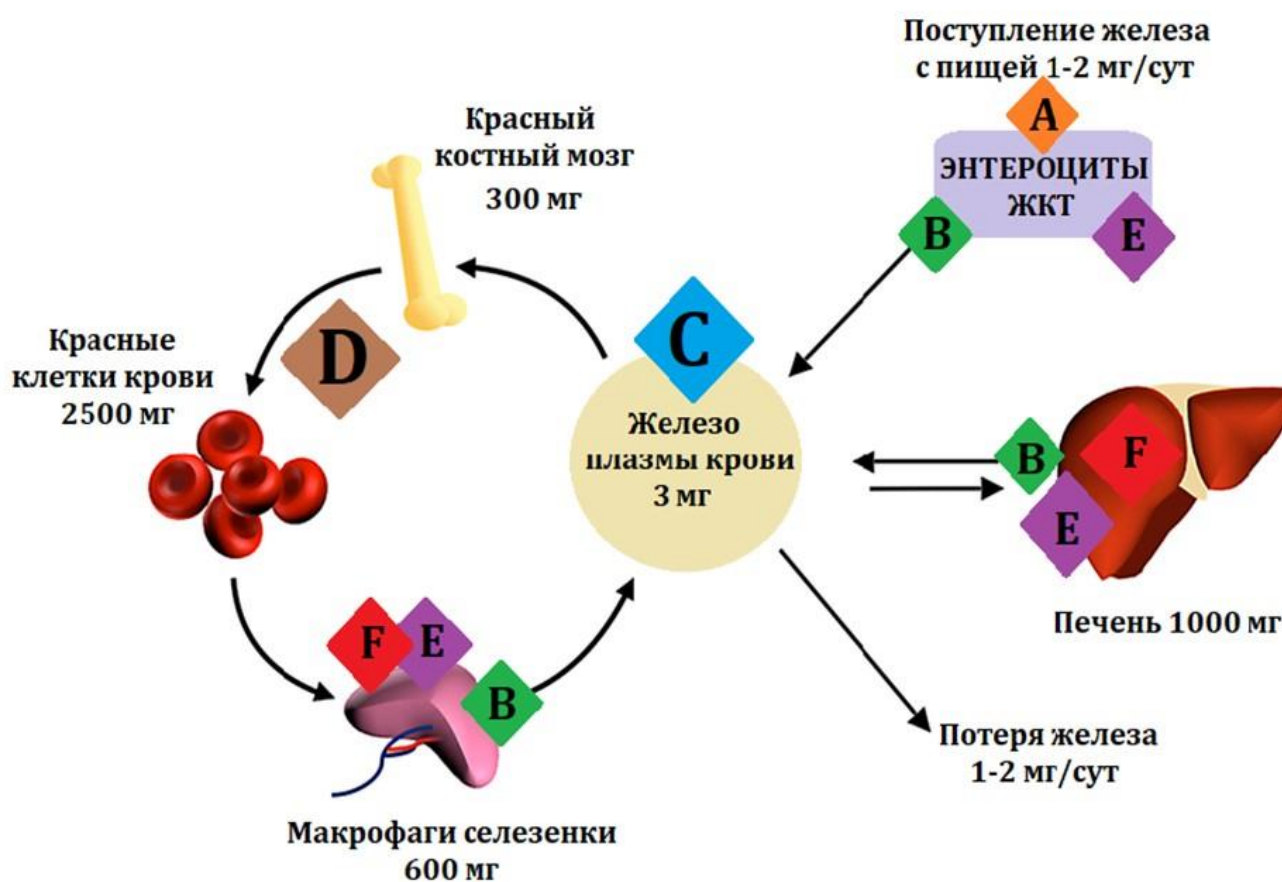 Поступление железа
с пищей 1-2 мг/сут
A
ЭНТЕРОЦИТЫ
ЖКТ
B
E
Красный
костный мозг
300 мг
D
Красные
клетки крови
2500 мг
C
Железо
плазмы крови
3 мг
B
F
E
Печень 1000 мг
F
E
B
Макрофаги селезенки
600 мг
Потеря железа
1-2 мг/сут